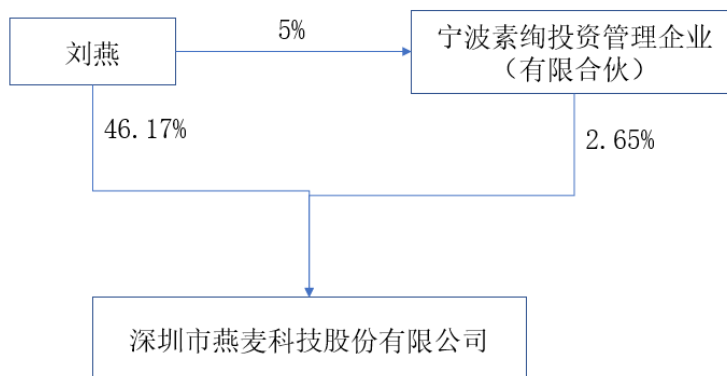 刘燕
5%
宁波素绚投资管理企业
（有限合伙）
46.17%
2.65%
深圳市燕麦科技股份有限公司